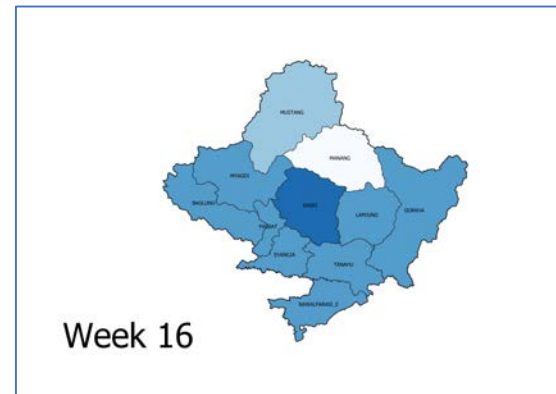 MUSTANG
MANANG
MYAGDI
KASKI
BAGLUNG
LAMJUNG
GORKHA
PARBAT
SYANGJA
TANAHU
NAWALPARASI_E
Week 16